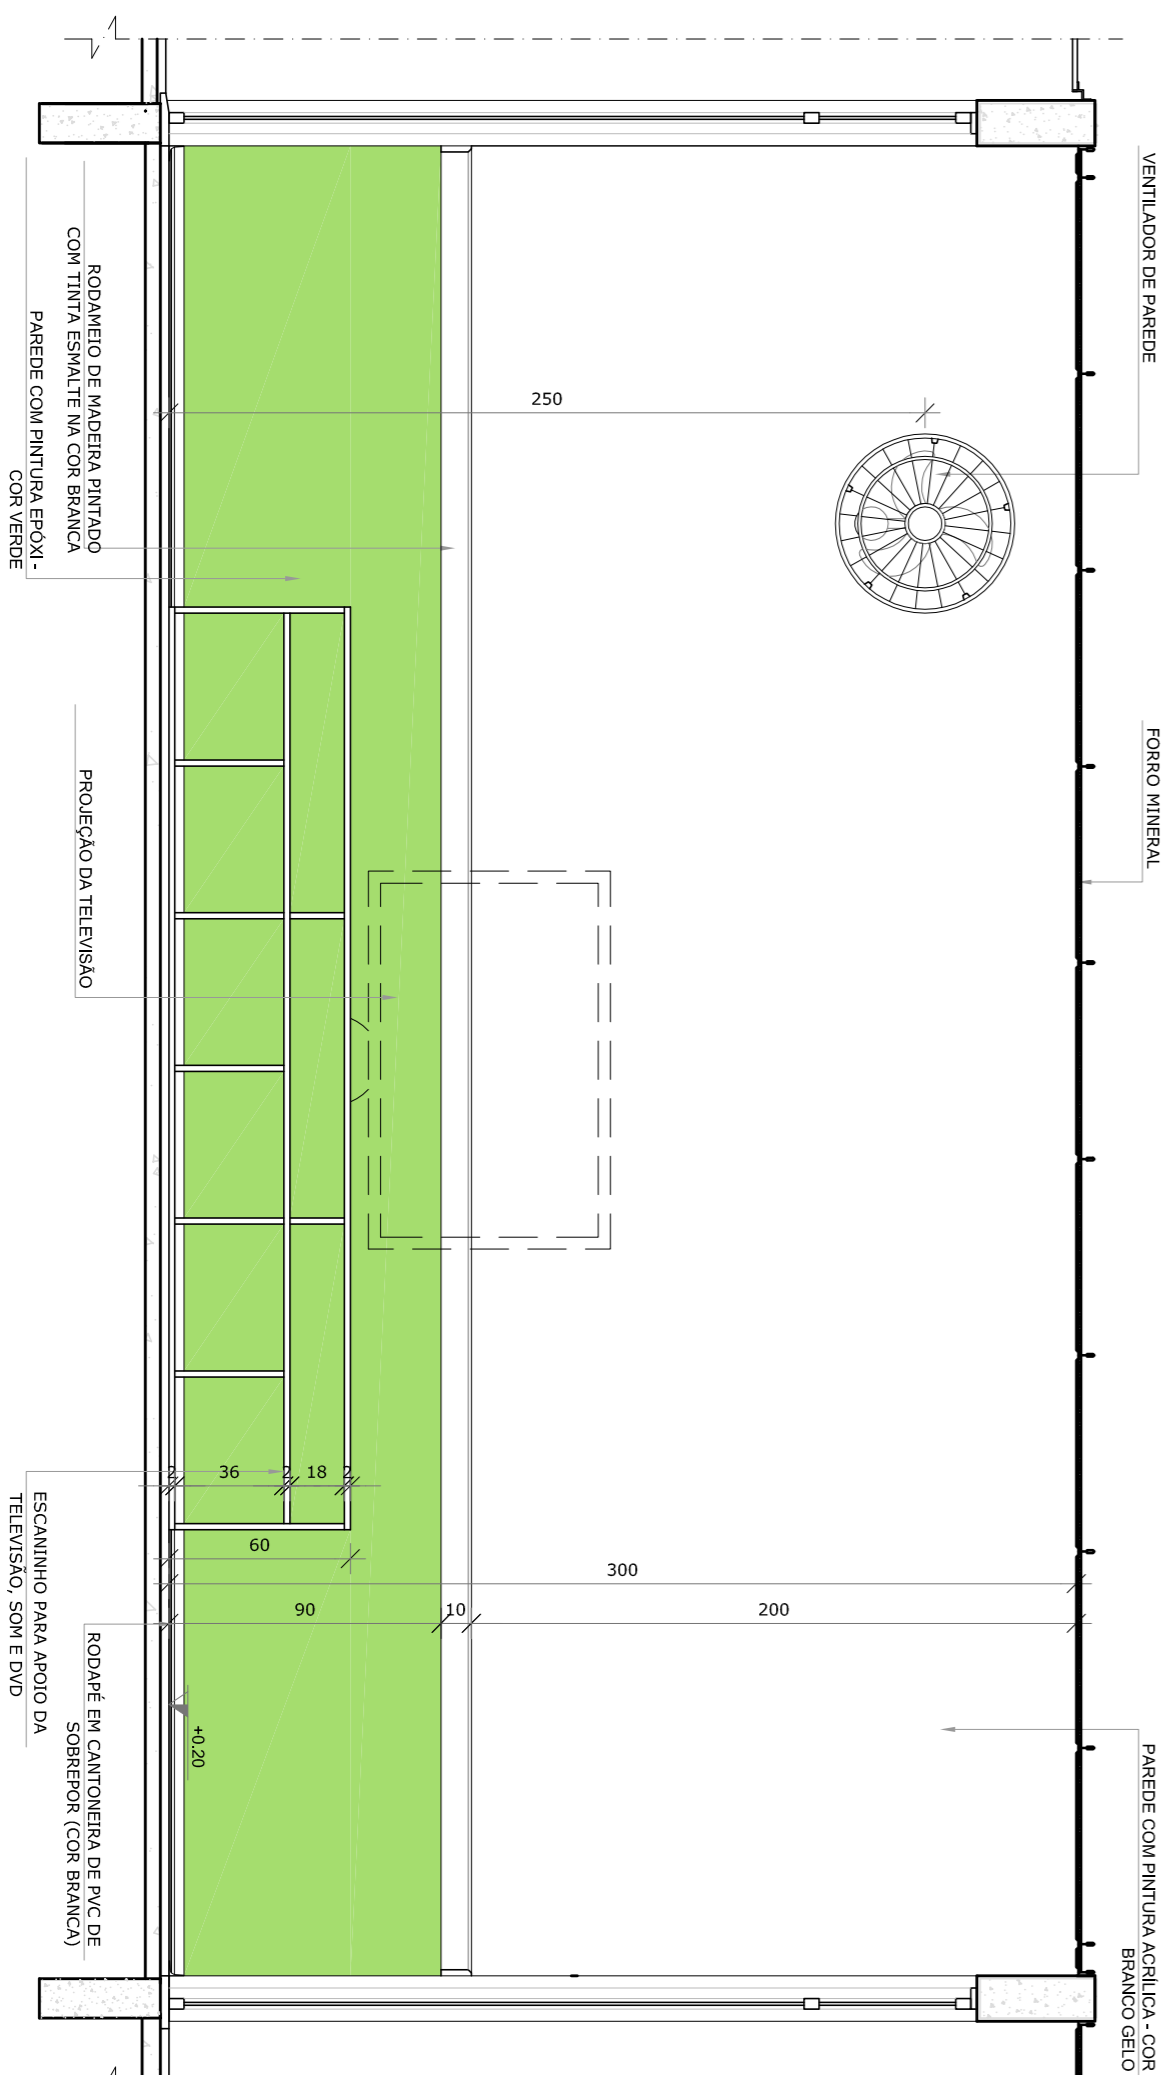 VENTILADOR DE PAREDE
FORRO MINERAL
PAREDE COM PINTURA ACRÍLICA - COR
BRANCO GELO
250
300
200
10
90
60
2
36
2
18
2
+0.20
RODAMEIO DE MADEIRA PINTADO
COM TINTA ESMALTE NA COR BRANCA
PAREDE COM PINTURA EPÓXI -
COR VERDE
PROJEÇÃO DA TELEVISÃO
ESCANINHO PARA APOIO DA
TELEVISÃO, SOM E DVD
RODAPÉ EM CANTONEIRA DE PVC DE
SOBREPOR (COR BRANCA)